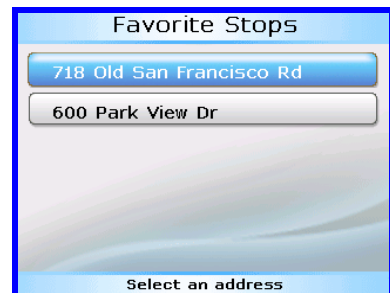 Favorite Stops
718 Old San Francisco Rd
600 Park View Dr
Select an address